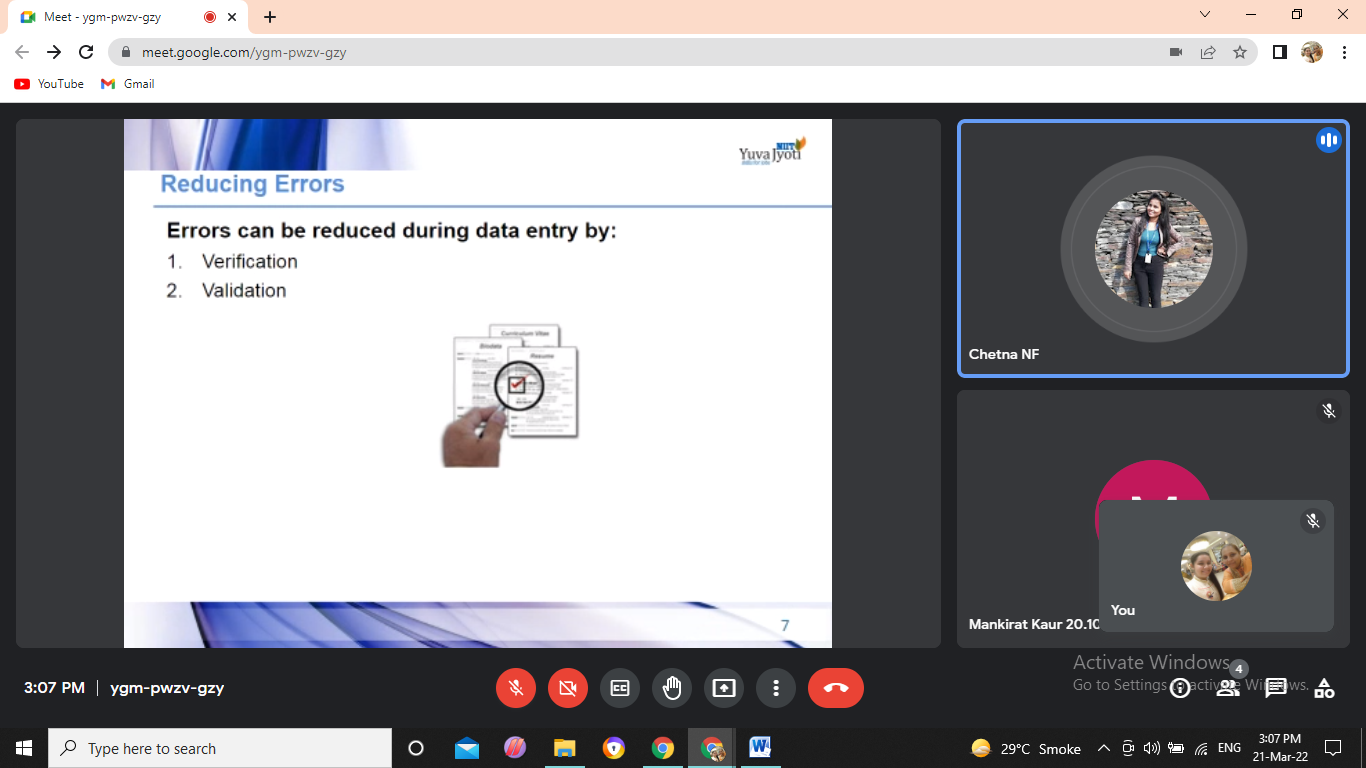 Meet - ygm-pwzv-gzy
meet.google.com/ygm-pwzv-gzy
YouTube
Gmail
NIIT
Yuva Jyoti
Reducing Errors
Errors can be reduced during data entry by:
1. Verification
2. Validation
Curriculum Vitae
Biodata
Resume
7
Chetna NF
Mankirat Kaur 20.10
You
Activate Windows
Go to Settings to activate Windows.
4
3:07 PM | ygm-pwzv-gzy
Type here to search
29°C Smoke
ENG
3:07 PM
21-Mar-22